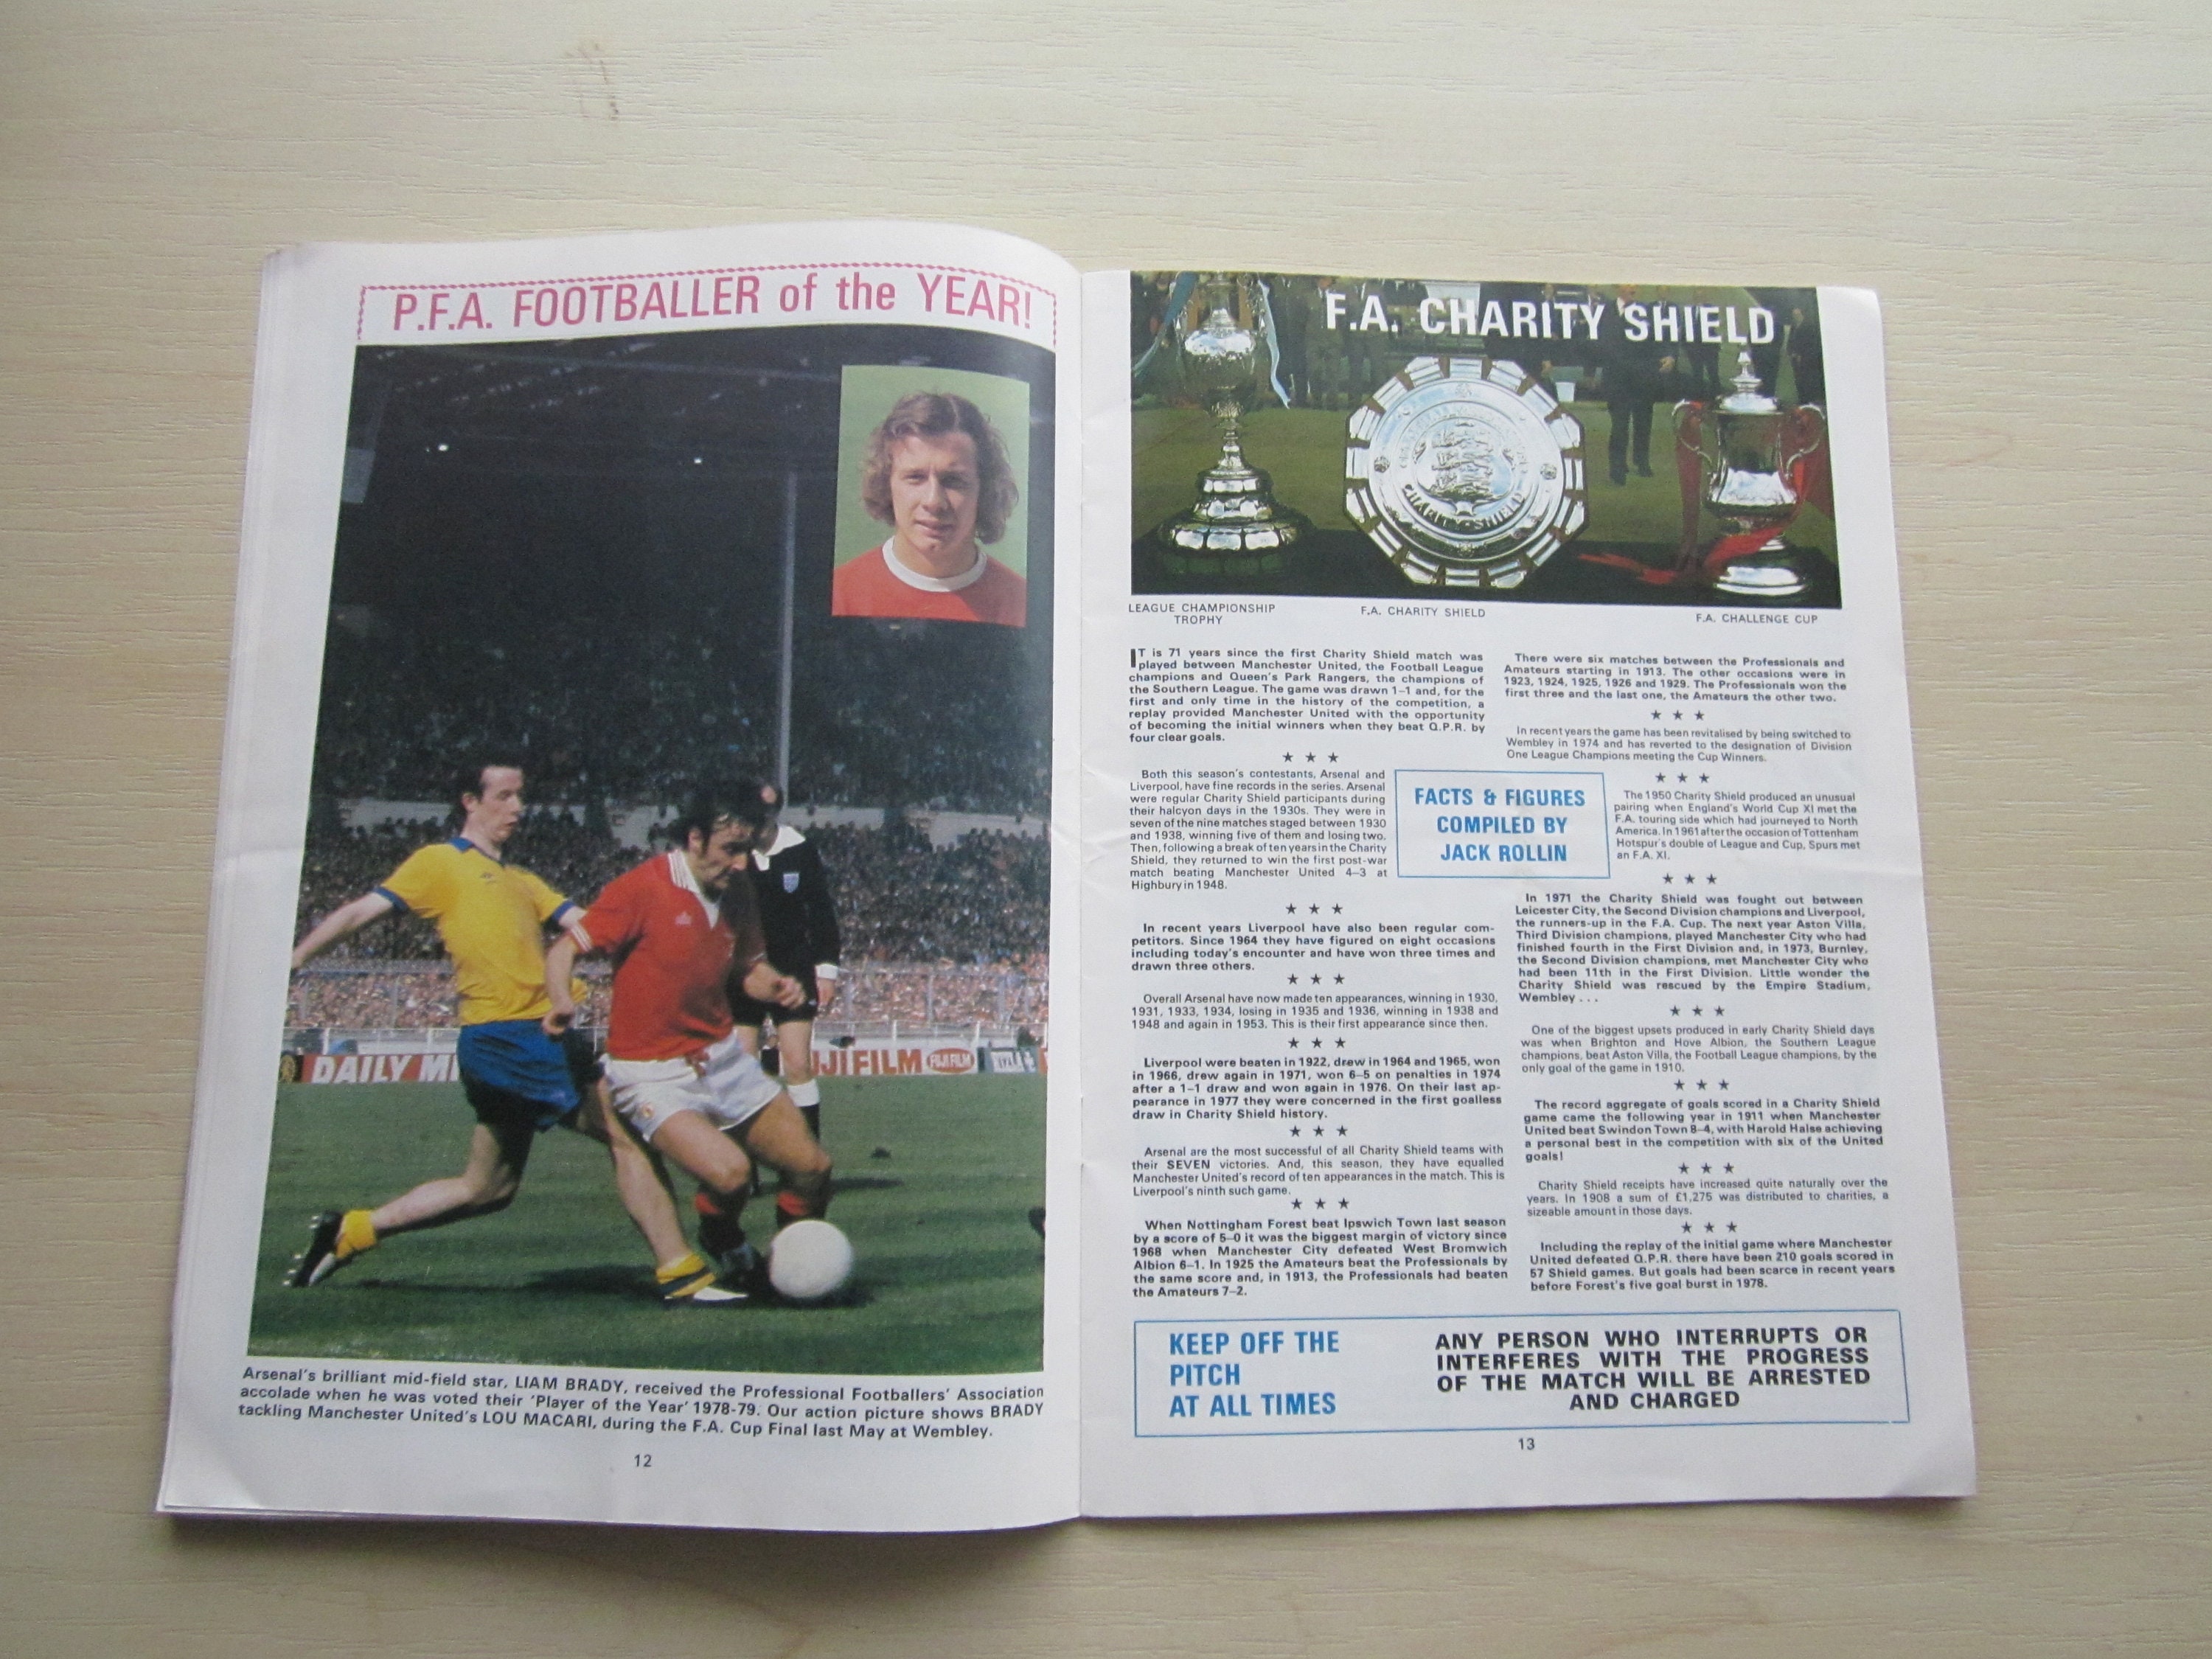 P.F.A. FOOTBALLER of the YEAR!
DAILY MI
UJIFILM
FUJIFILM
Arsenal's brilliant mid-field star, LIAM BRADY, received the Professional Footballers' Association
accolade when he was voted their 'Player of the Year' 1978-79. Our action picture shows BRADY
tackling Manchester United's LOU MACARI, during the F.A. Cup Final last May at Wembley.
12
F.A. CHARITY SHIELD
CHARITY · SHIELD
LEAGUE CHAMPIONSHIP
TROPHY
F.A. CHARITY SHIELD
F.A. CHALLENGE CUP
IT is 71 years since the first Charity Shield match was
played between Manchester United, the Football League
champions and Queen's Park Rangers, the champions of
the Southern League. The game was drawn 1–1 and, for the
first and only time in the history of the competition, a
replay provided Manchester United with the opportunity
of becoming the initial winners when they beat Q.P.R. by
four clear goals.
★ ★ ★
Both this season's contestants, Arsenal and
Liverpool, have fine records in the series. Arsenal
were regular Charity Shield participants during
their halcyon days in the 1930s. They were in
seven of the nine matches staged between 1930
and 1938, winning five of them and losing two.
Then, following a break of ten years in the Charity
Shield, they returned to win the first post-war
match beating Manchester United 4–3 at
Highbury in 1948.
★ ★ ★
In recent years Liverpool have also been regular com-
petitors. Since 1964 they have figured on eight occasions
including today's encounter and have won three times and
drawn three others.
★ ★ ★
Overall Arsenal have now made ten appearances, winning in 1930,
1931, 1933, 1934, losing in 1935 and 1936, winning in 1938 and
1948 and again in 1953. This is their first appearance since then.
★ ★ ★
Liverpool were beaten in 1922, drew in 1964 and 1965, won
in 1966, drew again in 1971, won 6–5 on penalties in 1974
after a 1–1 draw and won again in 1976. On their last ap-
pearance in 1977 they were concerned in the first goalless
draw in Charity Shield history.
★ ★ ★
Arsenal are the most successful of all Charity Shield teams with
their SEVEN victories. And, this season, they have equalled
Manchester United's record of ten appearances in the match. This is
Liverpool's ninth such game.
★ ★ ★
When Nottingham Forest beat Ipswich Town last season
by a score of 5–0 it was the biggest margin of victory since
1968 when Manchester City defeated West Bromwich
Albion 6–1. In 1925 the Amateurs beat the Professionals by
the same score and, in 1913, the Professionals had beaten
the Amateurs 7–2.
FACTS & FIGURES
COMPILED BY
JACK ROLLIN
There were six matches between the Professionals and
Amateurs starting in 1913. The other occasions were in
1923, 1924, 1925, 1926 and 1929. The Professionals won the
first three and the last one, the Amateurs the other two.
★ ★ ★
In recent years the game has been revitalised by being switched to
Wembley in 1974 and has reverted to the designation of Division
One League Champions meeting the Cup Winners.
★ ★ ★
The 1950 Charity Shield produced an unusual
pairing when England's World Cup XI met the
F.A. touring side which had journeyed to North
America. In 1961 after the occasion of Tottenham
Hotspur's double of League and Cup, Spurs met
an F.A. XI.
★ ★ ★
In 1971 the Charity Shield was fought out between
Leicester City, the Second Division champions and Liverpool,
the runners-up in the F.A. Cup. The next year Aston Villa,
Third Division champions, played Manchester City who had
finished fourth in the First Division and, in 1973, Burnley,
the Second Division champions, met Manchester City who
had been 11th in the First Division. Little wonder the
Charity Shield was rescued by the Empire Stadium,
Wembley . . .
★ ★ ★
One of the biggest upsets produced in early Charity Shield days
was when Brighton and Hove Albion, the Southern League
champions, beat Aston Villa, the Football League champions, by the
only goal of the game in 1910.
★ ★ ★
The record aggregate of goals scored in a Charity Shield
game came the following year in 1911 when Manchester
United beat Swindon Town 8–4, with Harold Halse achieving
a personal best in the competition with six of the United
goals!
★ ★ ★
Charity Shield receipts have increased quite naturally over the
years. In 1908 a sum of £1,275 was distributed to charities, a
sizeable amount in those days.
★ ★ ★
Including the replay of the initial game where Manchester
United defeated Q.P.R. there have been 210 goals scored in
57 Shield games. But goals had been scarce in recent years
before Forest's five goal burst in 1978.
KEEP OFF THE
PITCH
AT ALL TIMES
ANY PERSON WHO INTERRUPTS OR
INTERFERES WITH THE PROGRESS
OF THE MATCH WILL BE ARRESTED
AND CHARGED
13